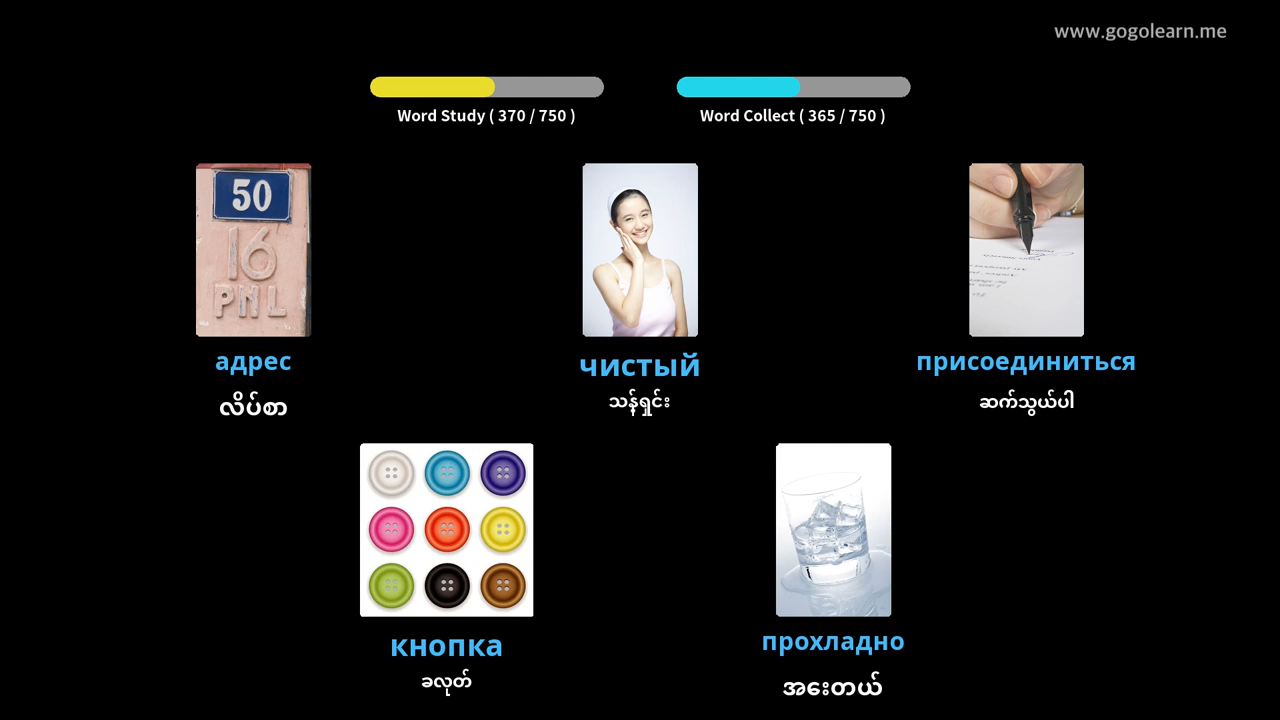 www.gogolearn.me
Word Study ( 370 / 750 )
Word Collect ( 365 / 750 )
50
16
PNL
адрес
чистый
присоединиться
လိပ်စာ
သန့်ရှင်း
ဆက်သွယ်ပါ
кнопка
прохладно
ခလုတ်
အေးတယ်